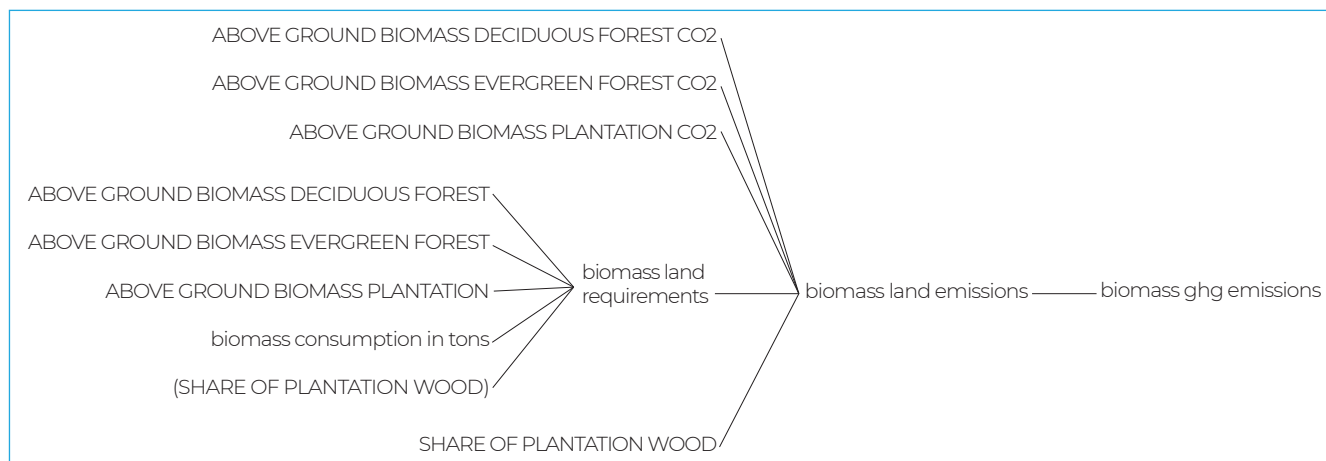 ABOVE GROUND BIOMASS DECIDUOUS FOREST CO2
ABOVE GROUND BIOMASS EVERGREEN FOREST CO2
ABOVE GROUND BIOMASS PLANTATION CO2
ABOVE GROUND BIOMASS DECIDUOUS FOREST
ABOVE GROUND BIOMASS EVERGREEN FOREST
ABOVE GROUND BIOMASS PLANTATION
biomass consumption in tons
(SHARE OF PLANTATION WOOD)
biomass land
requirements
SHARE OF PLANTATION WOOD
biomass land emissions
biomass ghg emissions